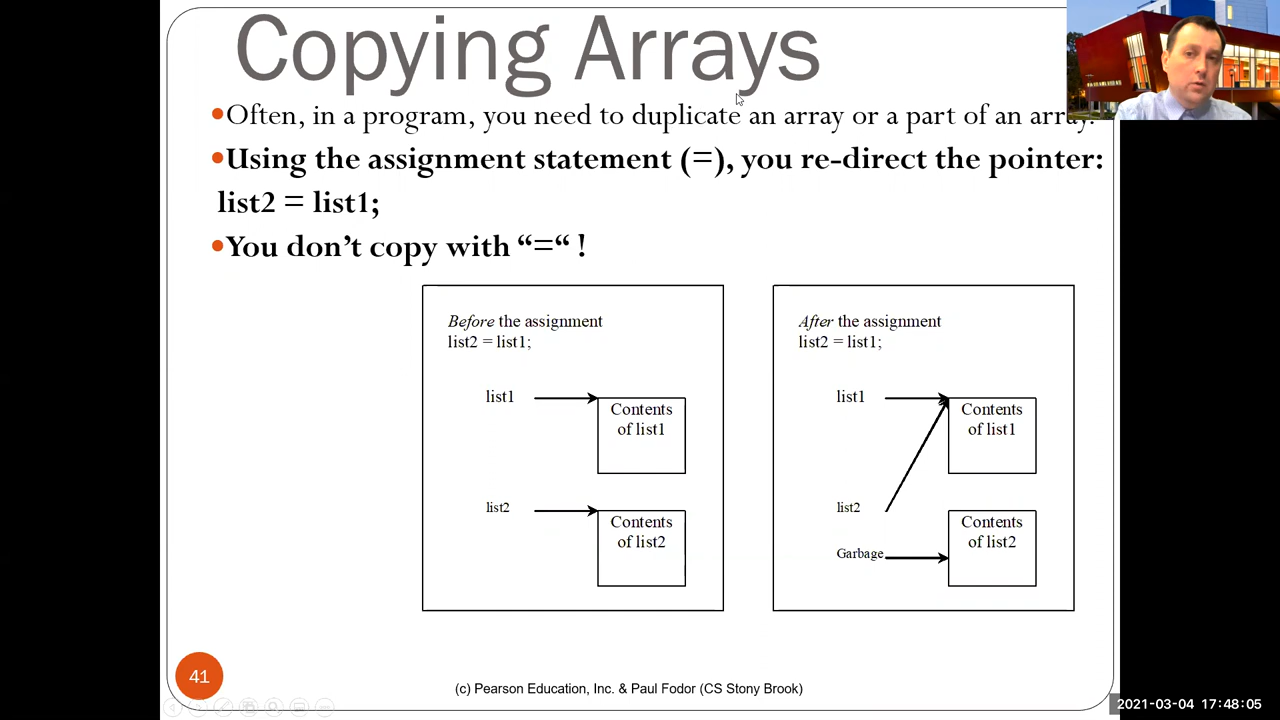 Copying Arrays
•Often, in a program, you need to duplicate an array or a part of an array.
•Using the assignment statement (=), you re-direct the pointer:
list2 = list1;
•You don’t copy with “=“ !
Before the assignment
list2 = list1;
list1
Contents
of list1
list2
Contents
of list2
After the assignment
list2 = list1;
list1
Contents
of list1
list2
Garbage
Contents
of list2
41
(c) Pearson Education, Inc. & Paul Fodor (CS Stony Brook)
2021-03-04 17:48:05